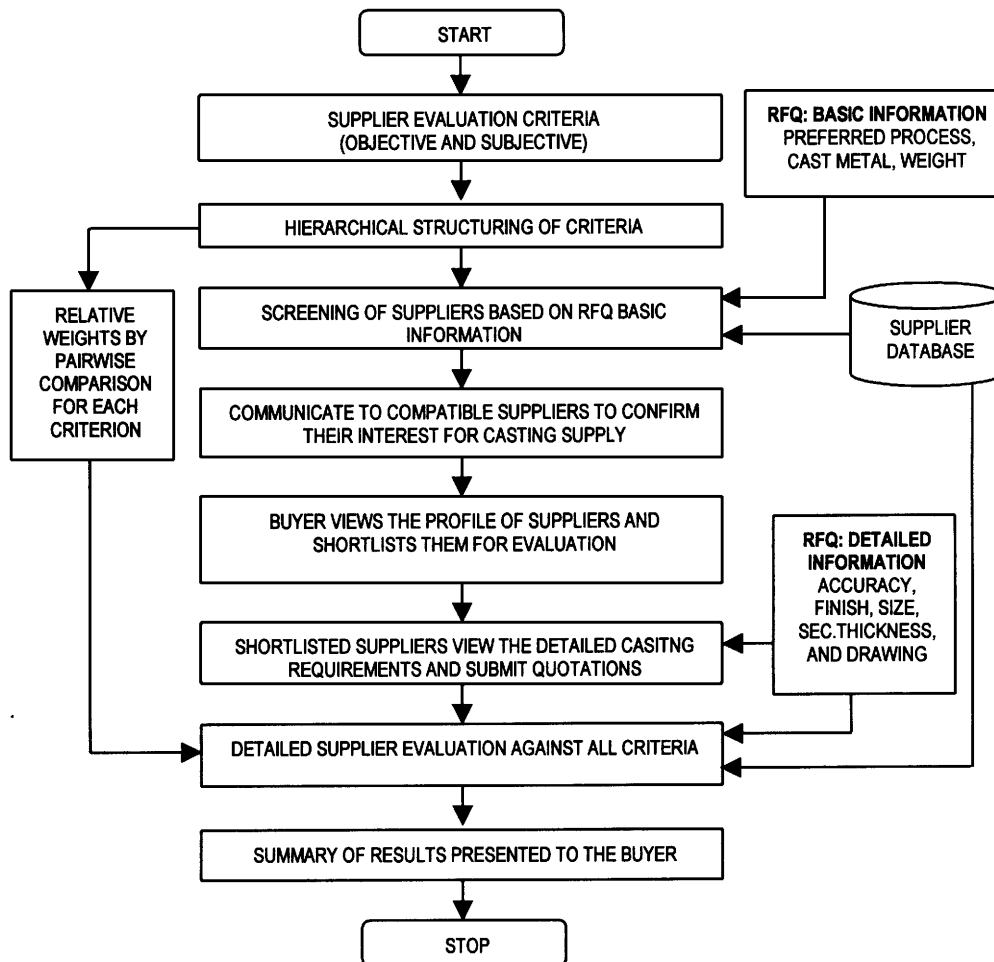 START
SUPPLIER EVALUATION CRITERIA
(OBJECTIVE AND SUBJECTIVE)
RFQ: BASIC INFORMATION
PREFERRED PROCESS,
CAST METAL, WEIGHT
HIERARCHICAL STRUCTURING OF CRITERIA
RELATIVE
WEIGHTS BY
PAIRWISE
COMPARISON
FOR EACH
CRITERION
SCREENING OF SUPPLIERS BASED ON RFQ BASIC
INFORMATION
SUPPLIER
DATABASE
COMMUNICATE TO COMPATIBLE SUPPLIERS TO CONFIRM
THEIR INTEREST FOR CASTING SUPPLY
BUYER VIEWS THE PROFILE OF SUPPLIERS AND
SHORTLISTS THEM FOR EVALUATION
RFQ: DETAILED
INFORMATION
ACCURACY,
FINISH, SIZE,
SEC.THICKNESS,
AND DRAWING
SHORTLISTED SUPPLIERS VIEW THE DETAILED CASITNG
REQUIREMENTS AND SUBMIT QUOTATIONS
DETAILED SUPPLIER EVALUATION AGAINST ALL CRITERIA
SUMMARY OF RESULTS PRESENTED TO THE BUYER
STOP